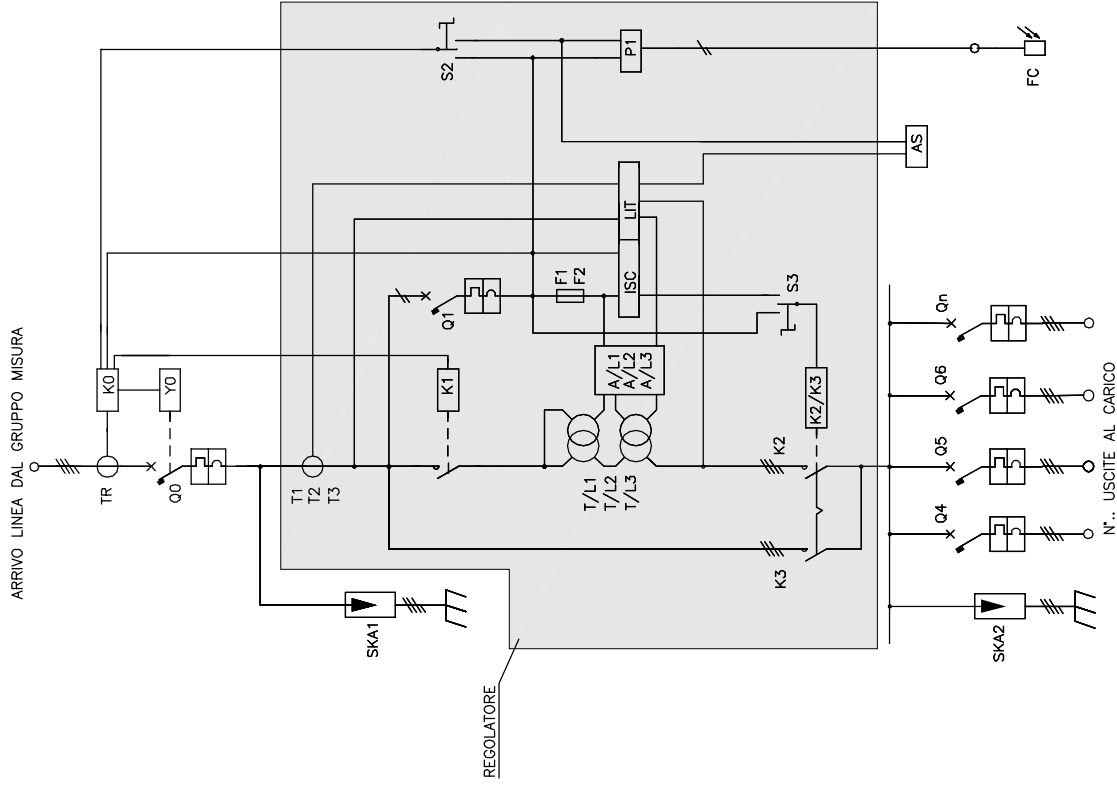 ARRIVO LINEA DAL GRUPPO MISURA
TR
K0
Y0
Q0
T1
T2
T3
SKA1
K1
Q1
S2
P1
FC
AS
LIT
ISC
F1
F2
A/L1
A/L2
A/L3
T/L1
T/L2
T/L3
S3
K2/K3
K2
K3
REGOLATORE
SKA2
Q4
Q5
Q6
Qn
N°.. USCITE AL CARICO